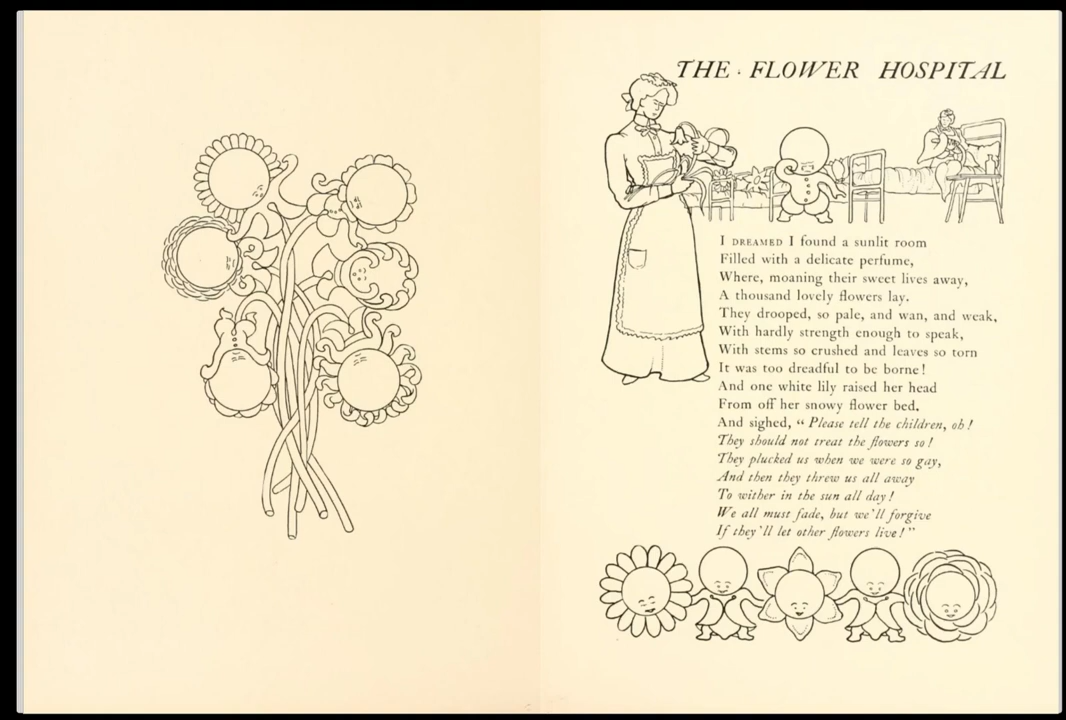 THE · FLOWER HOSPITAL
I DREAMED I found a sunlit room
Filled with a delicate perfume,
Where, moaning their sweet lives away,
A thousand lovely flowers lay.
They drooped, so pale, and wan, and weak,
With hardly strength enough to speak,
With stems so crushed and leaves so torn
It was too dreadful to be borne!
And one white lily raised her head
From off her snowy flower bed.
And sighed, “ Please tell the children, oh!
They should not treat the flowers so!
They plucked us when we were so gay,
And then they threw us all away
To wither in the sun all day!
We all must fade, but we'll forgive
If they'll let other flowers live!”